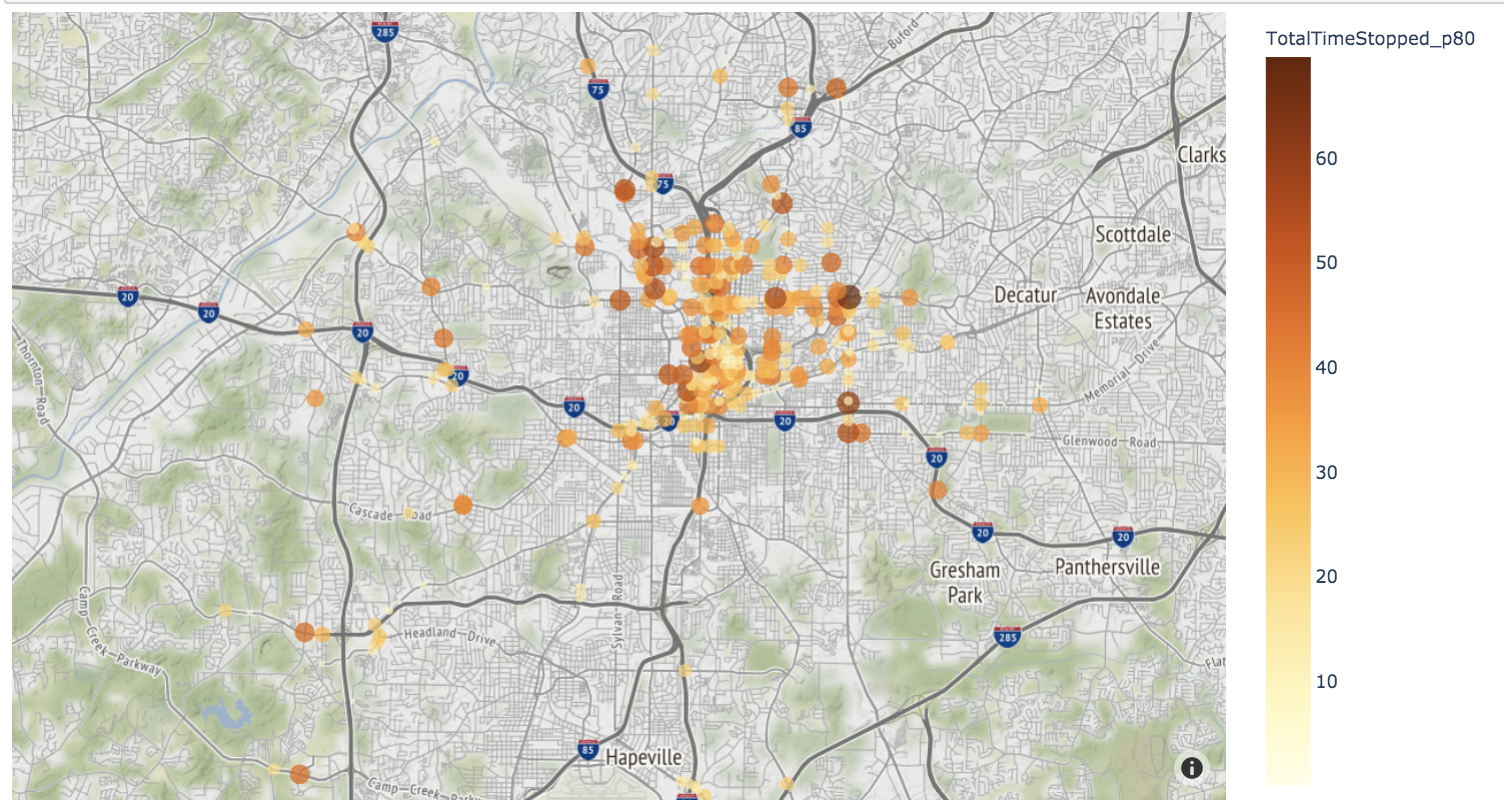 TotalTimeStopped_p80
60
50
40
30
20
10
285
75
85
75
20
20
20
20
20
20
20
20
20
20
285
85
Buford
Clarks
Scottdale
Decatur
Avondale
Estates
Memorial–Drive
Thornton–Road
Glenwood–Road
Cascade Road
Gresham
Park
Panthersville
Camp–Creek–Parkway
Headland–Drive
Sylvan Road
Flat
Hapeville
Camp–Creek–Parkw
i